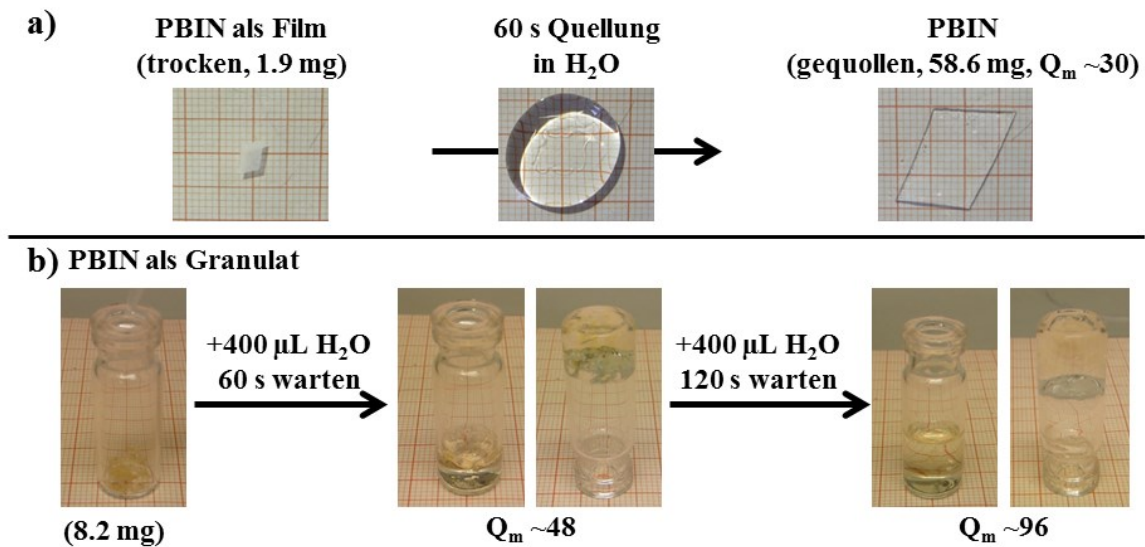 a)
PBIN als Film
(trocken, 1.9 mg)
60 s Quellung
in H₂O
PBIN
(gequollen, 58.6 mg, Qₘ ~30)
b) PBIN als Granulat
+400 µL H₂O
60 s warten
+400 µL H₂O
120 s warten
(8.2 mg)
Qₘ ~48
Qₘ ~96